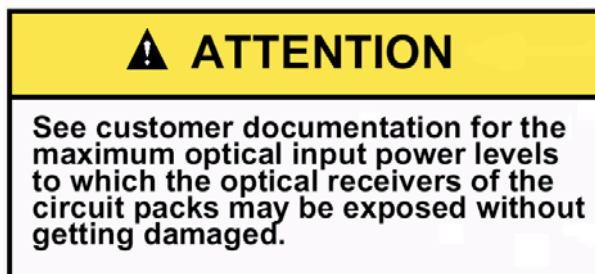 ATTENTION
See customer documentation for the
maximum optical input power levels
to which the optical receivers of the
circuit packs may be exposed without
getting damaged.